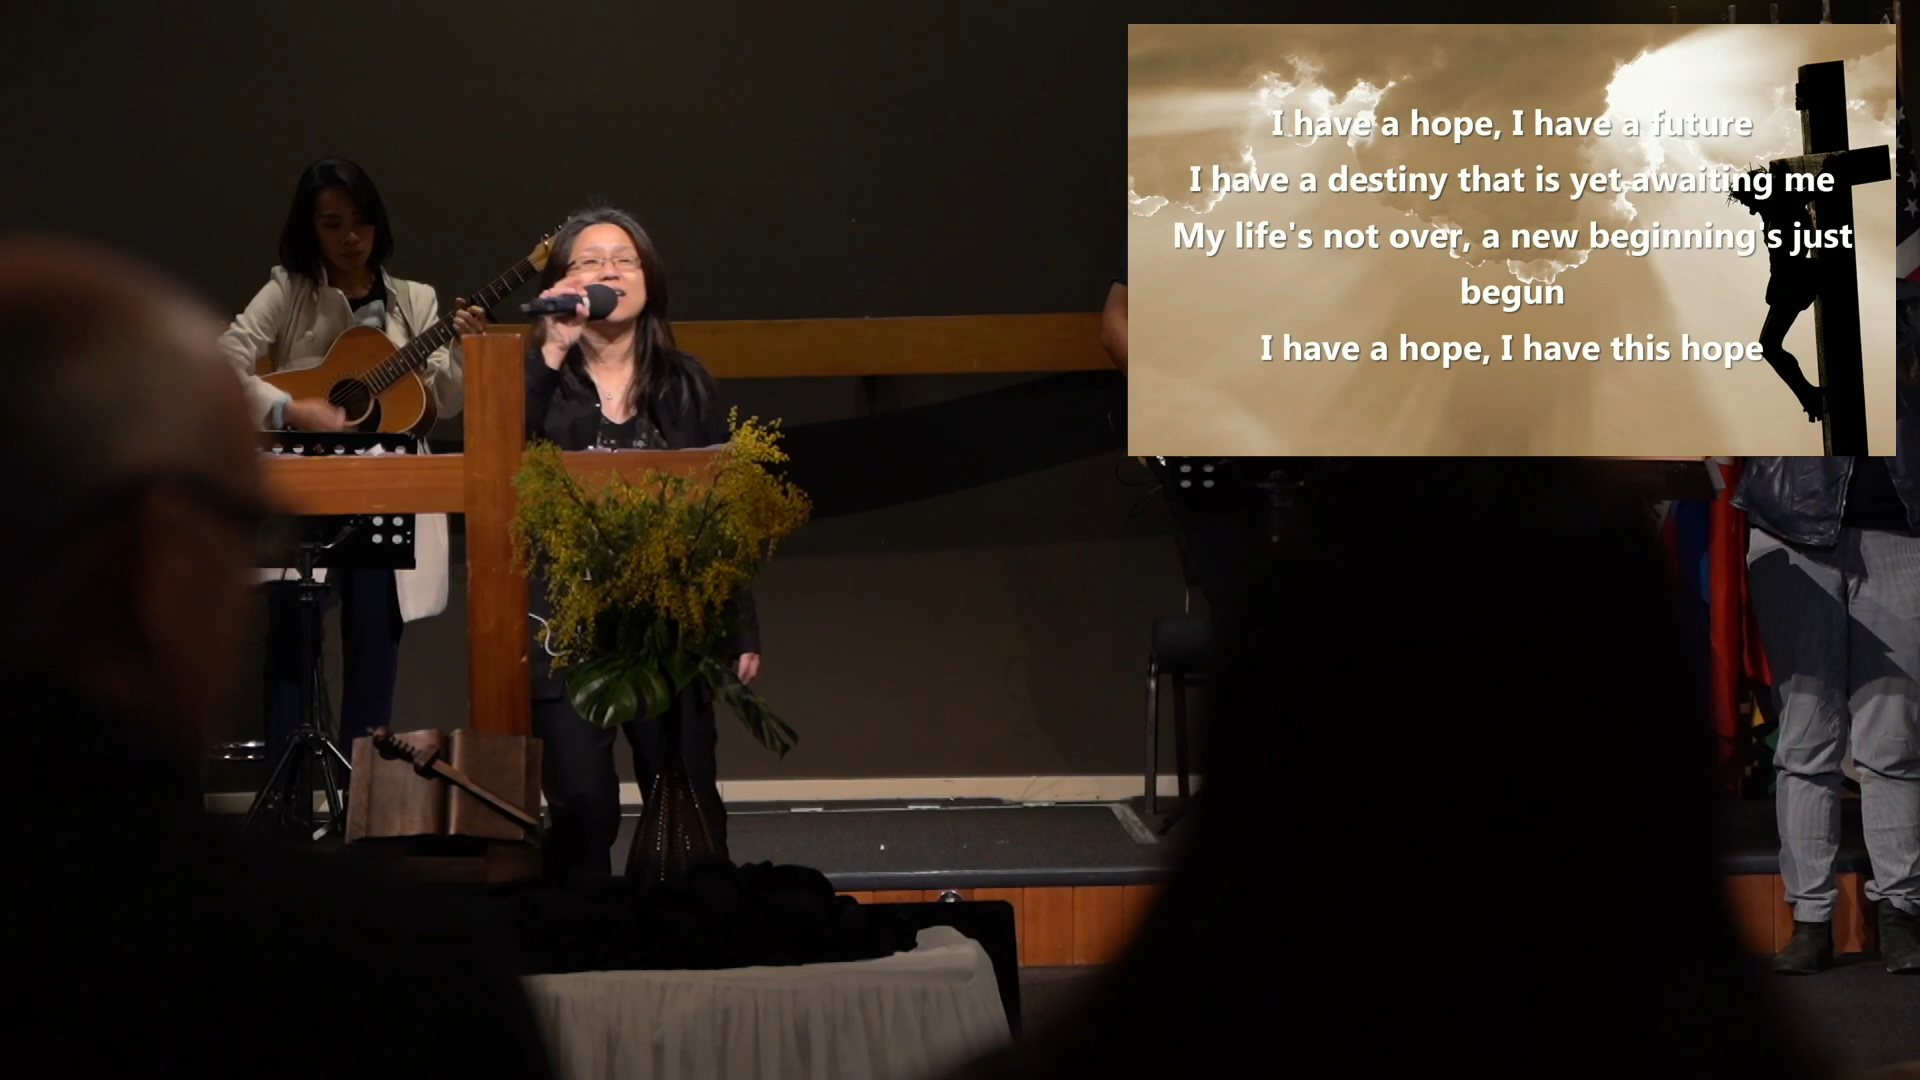 I have a hope, I have a future
I have a destiny that is yet awaiting me
My life's not over, a new beginning's just
begun
I have a hope, I have this hope